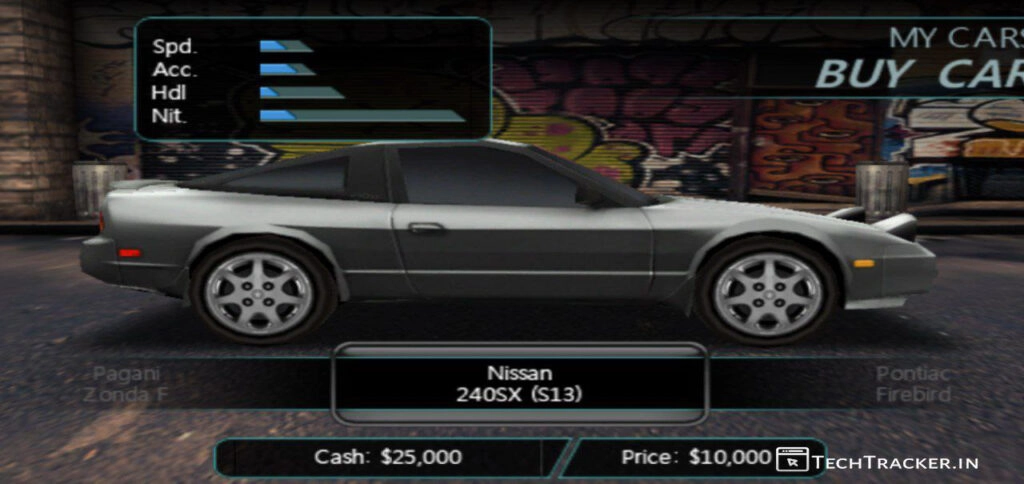 Spd.
Acc.
Hdl
Nit.
MY CARS
BUY CAR
Pagani
Zonda F
Nissan
240SX (S13)
Pontiac
Firebird
Cash: $25,000
Price: $10,000
TECHTRACKER.IN